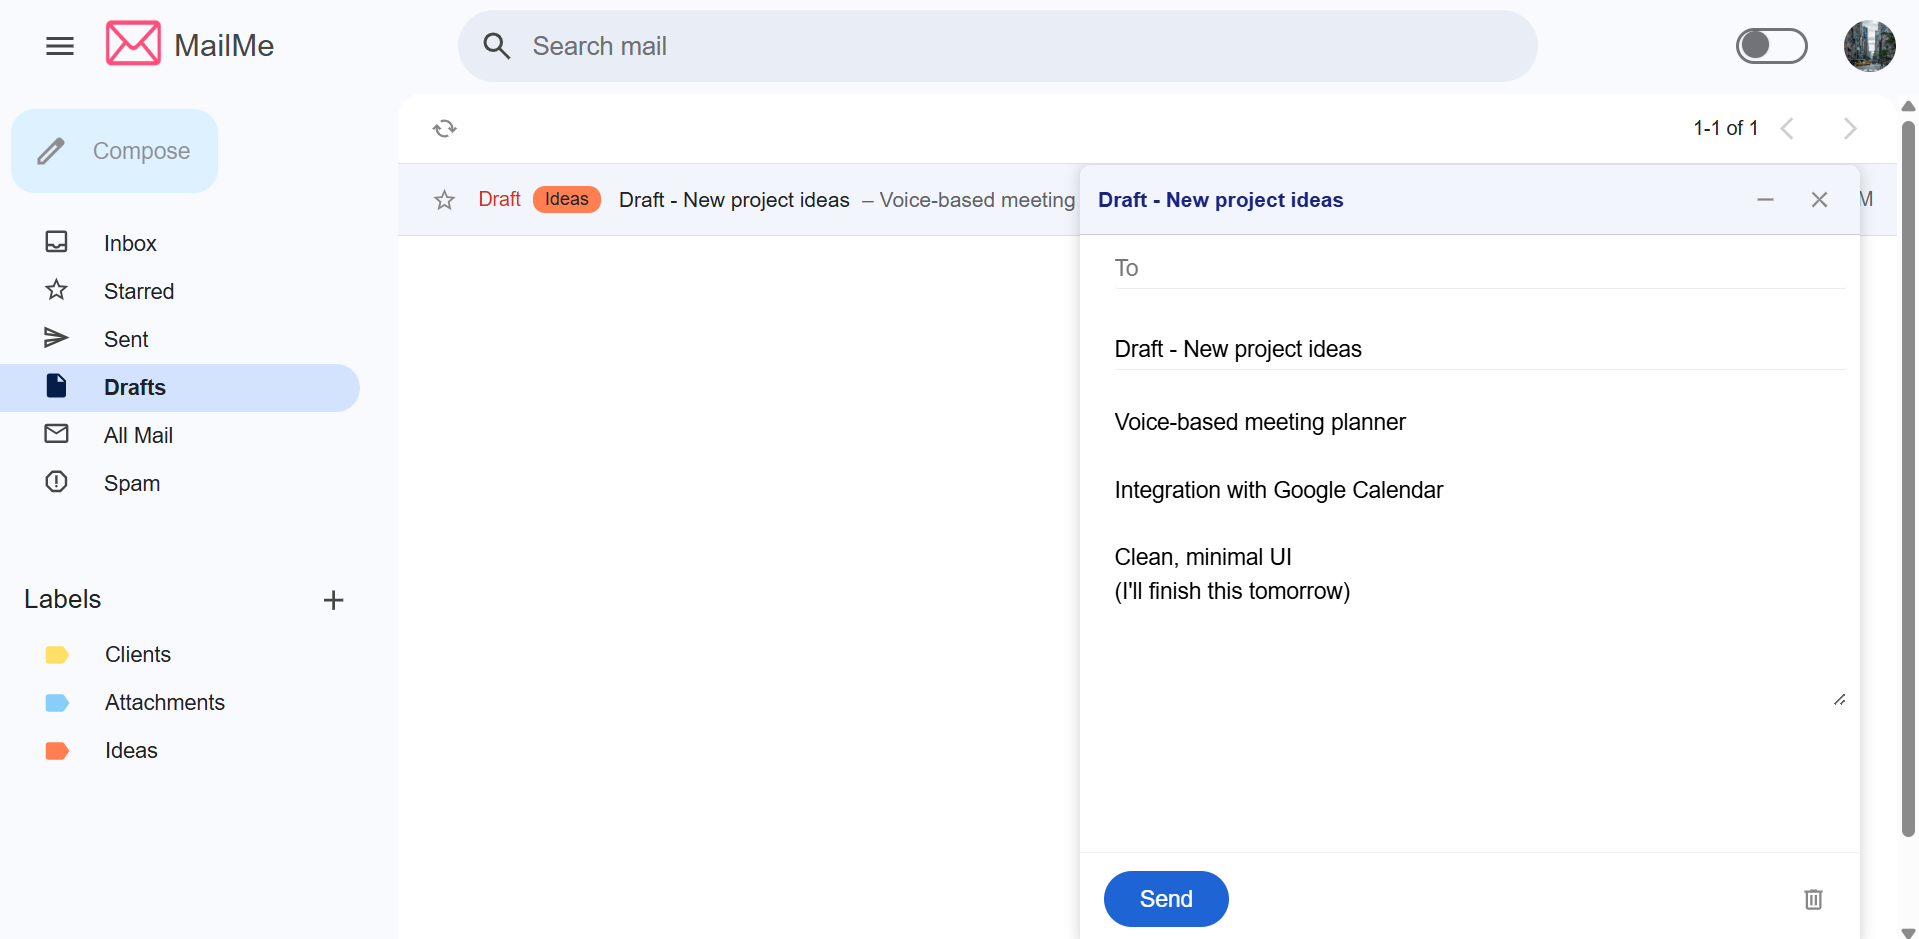 MailMe
Search mail
Compose
Inbox
Starred
Sent
Drafts
All Mail
Spam
Labels
Clients
Attachments
Ideas
1-1 of 1
Draft Ideas Draft - New project ideas – Voice-based meeting
M
Draft - New project ideas
To
Draft - New project ideas
Voice-based meeting planner
Integration with Google Calendar
Clean, minimal UI
(I'll finish this tomorrow)
Send